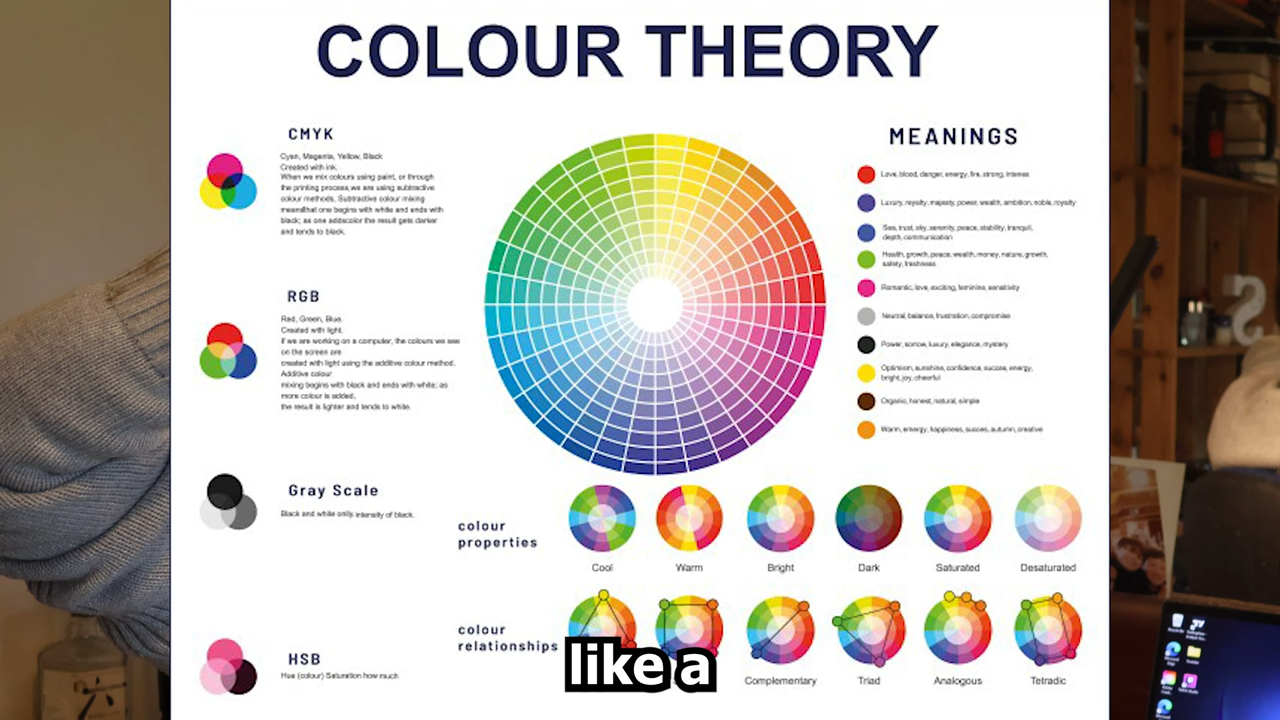 COLOUR THEORY
CMYK
Cyan, Magenta, Yellow, Black
Created with ink.
When we mix colours using paint, or through
the printing process,we are using subtractive
colour methods, Subtractive colour mixing
meansthat one begins with white and ends with
black; as one addscolor the result gets darker
and tends to black.
RGB
Red, Green, Blue.
Created with light.
if we are working on a computer, the colours we see
on the screen are
created with light using the additive colour method.
Additive colour
mixing begins with black and ends with white; as
more colour is added,
the result is lighter and tends to white.
Gray Scale
Black and white onlly intensity of black.
HSB
Hue (colour) Saturation how much
MEANINGS
Love, blood, danger, energy, fire, strong, intenes
Luxury, royalty, majesty, power, wealth, ambition, noble, royalty
Sea, trust, sky, serenity, peace, stability, tranquil,
depth, communication
Health, growth, peace, wealth, money, nature, growth,
safety, freshness
Romantic, love, exciting, feminine, sensitivity
Neutral, balance, frustration, compromise
Power, sorrow, luxury, elegance, mystery
Optimism, sunshine, confidence, succes, energy,
bright, joy, cheerful
Organic, honest, natural, simple
Warm, energy, happiness, succes, autumn, creative
colour
properties
Cool
Warm
Bright
Dark
Saturated
Desaturated
colour
relationships
Complementary
Triad
Analogous
Tetradic
like a